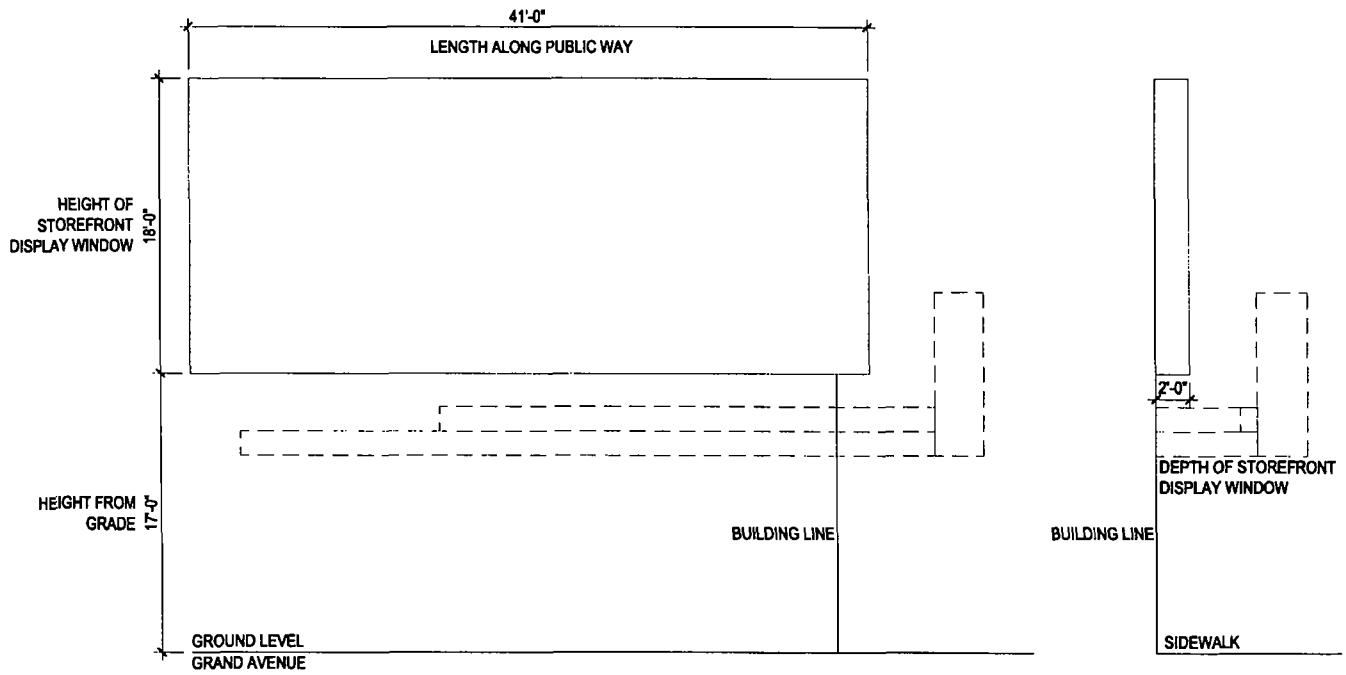 41'-0"
LENGTH ALONG PUBLIC WAY
HEIGHT OF
STOREFRONT
DISPLAY WINDOW
18'-0"
2'-0"
DEPTH OF STOREFRONT
DISPLAY WINDOW
HEIGHT FROM
GRADE
17'-0"
BUILDING LINE
BUILDING LINE
GROUND LEVEL
GRAND AVENUE
SIDEWALK